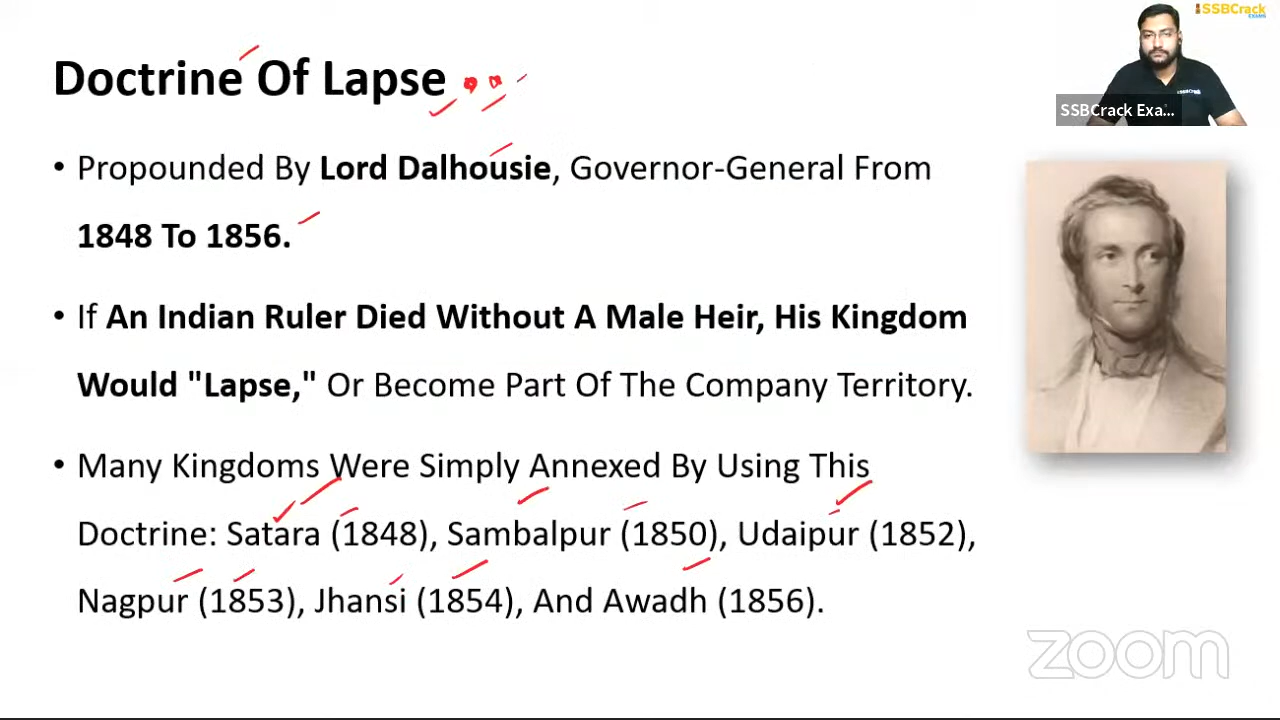 SSBCrack
EXAMS
SSBCrack Exa...
Doctrine Of Lapse
• Propounded By Lord Dalhousie, Governor-General From
1848 To 1856.
• If An Indian Ruler Died Without A Male Heir, His Kingdom
Would "Lapse," Or Become Part Of The Company Territory.
• Many Kingdoms Were Simply Annexed By Using This
Doctrine: Satara (1848), Sambalpur (1850), Udaipur (1852),
Nagpur (1853), Jhansi (1854), And Awadh (1856).
zoom